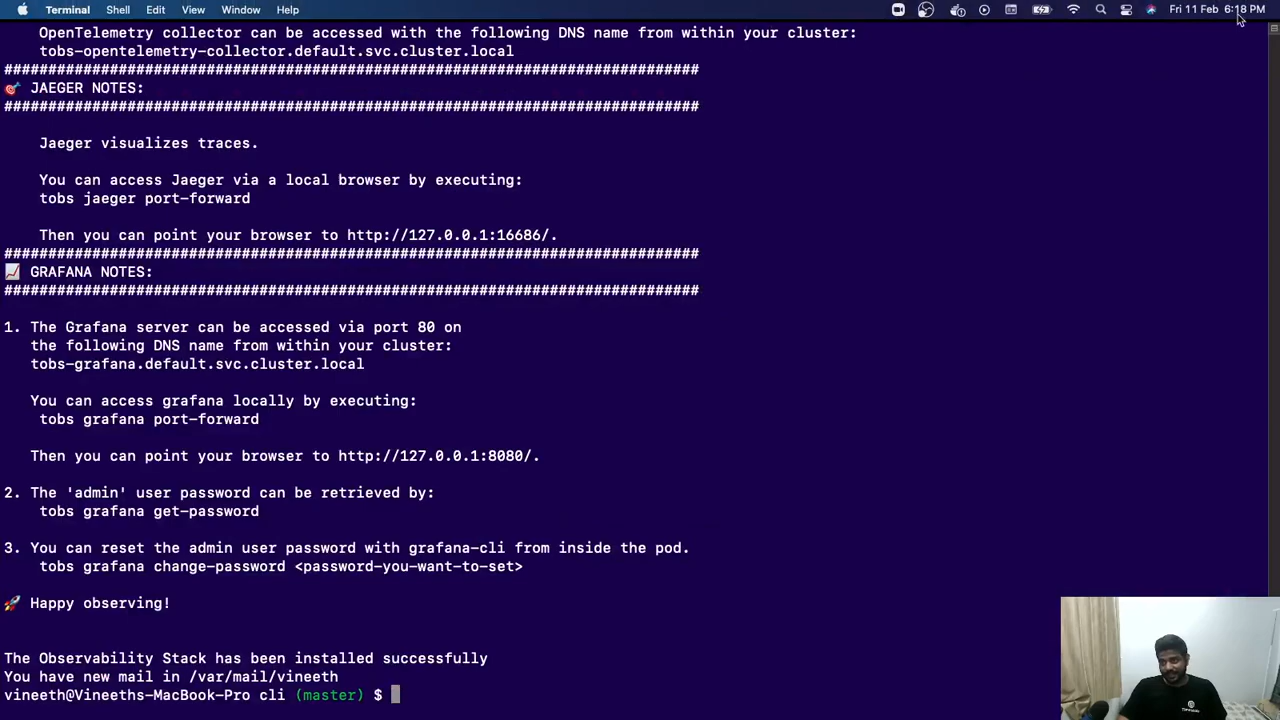 Terminal Shell Edit View Window Help Fri 11 Feb 6:18 PM
OpenTelemetry collector can be accessed with the following DNS name from within your cluster:
tobs-opentelemetry-collector.default.svc.cluster.local
###############################################################################
🎯 JAEGER NOTES:
###############################################################################
Jaeger visualizes traces.
You can access Jaeger via a local browser by executing:
tobs jaeger port-forward
Then you can point your browser to http://127.0.0.1:16686/.
###############################################################################
📈 GRAFANA NOTES:
###############################################################################
1. The Grafana server can be accessed via port 80 on
the following DNS name from within your cluster:
tobs-grafana.default.svc.cluster.local
You can access grafana locally by executing:
tobs grafana port-forward
Then you can point your browser to http://127.0.0.1:8080/.
2. The 'admin' user password can be retrieved by:
tobs grafana get-password
3. You can reset the admin user password with grafana-cli from inside the pod.
tobs grafana change-password <password-you-want-to-set>
🚀 Happy observing!
The Observability Stack has been installed successfully
You have new mail in /var/mail/vineeth
vineeth@Vineeths-MacBook-Pro cli (master) $